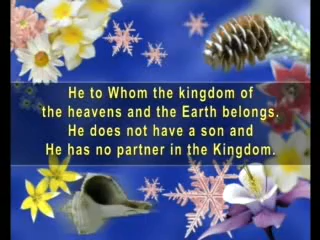 He to Whom the kingdom of
the heavens and the Earth belongs.
He does not have a son and
He has no partner in the Kingdom.